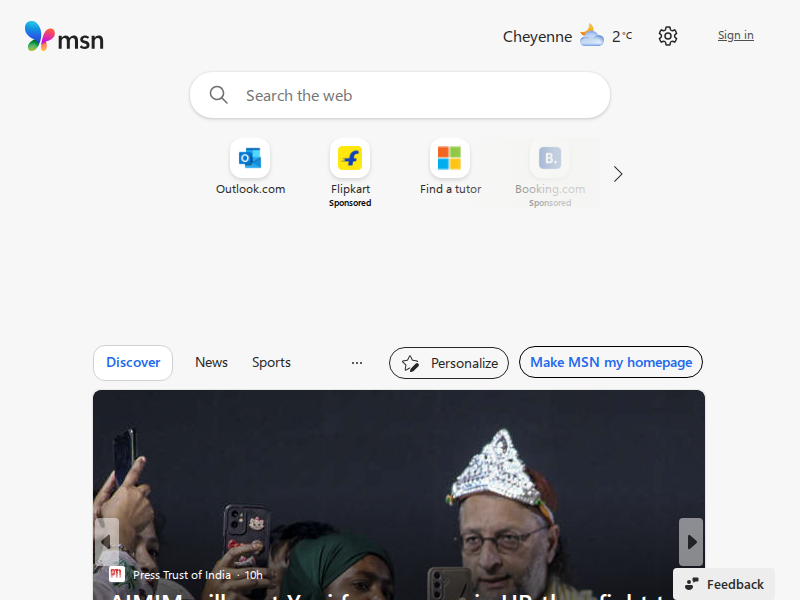 msn
Cheyenne 2°C
Sign in
Search the web
Outlook.com
Flipkart
Sponsored
Find a tutor
B.
Booking.com
Sponsored
Discover
News
Sports
Personalize
Make MSN my homepage
Press Trust of India · 10h
Feedback